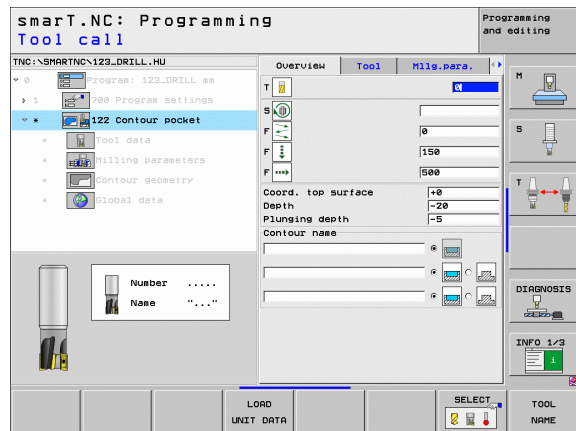 smarT.NC: Programming
Programming and editing
Tool call
TNC:\SMARTNC\123_DRILL.HU
0 Program: 123_DRILL mm
1 700 Program settings
* 122 Contour pocket
* Tool data
* Milling parameters
* Contour geometry
* Global data
Overview Tool Mllg.para.
T 0
S
F 0
F 150
F 500
Coord. top surface +0
Depth -20
Plunging depth -5
Contour name
Number .....
Name "..."
M
S
T
DIAGNOSIS
INFO 1/3
LOAD UNIT DATA
SELECT
TOOL NAME